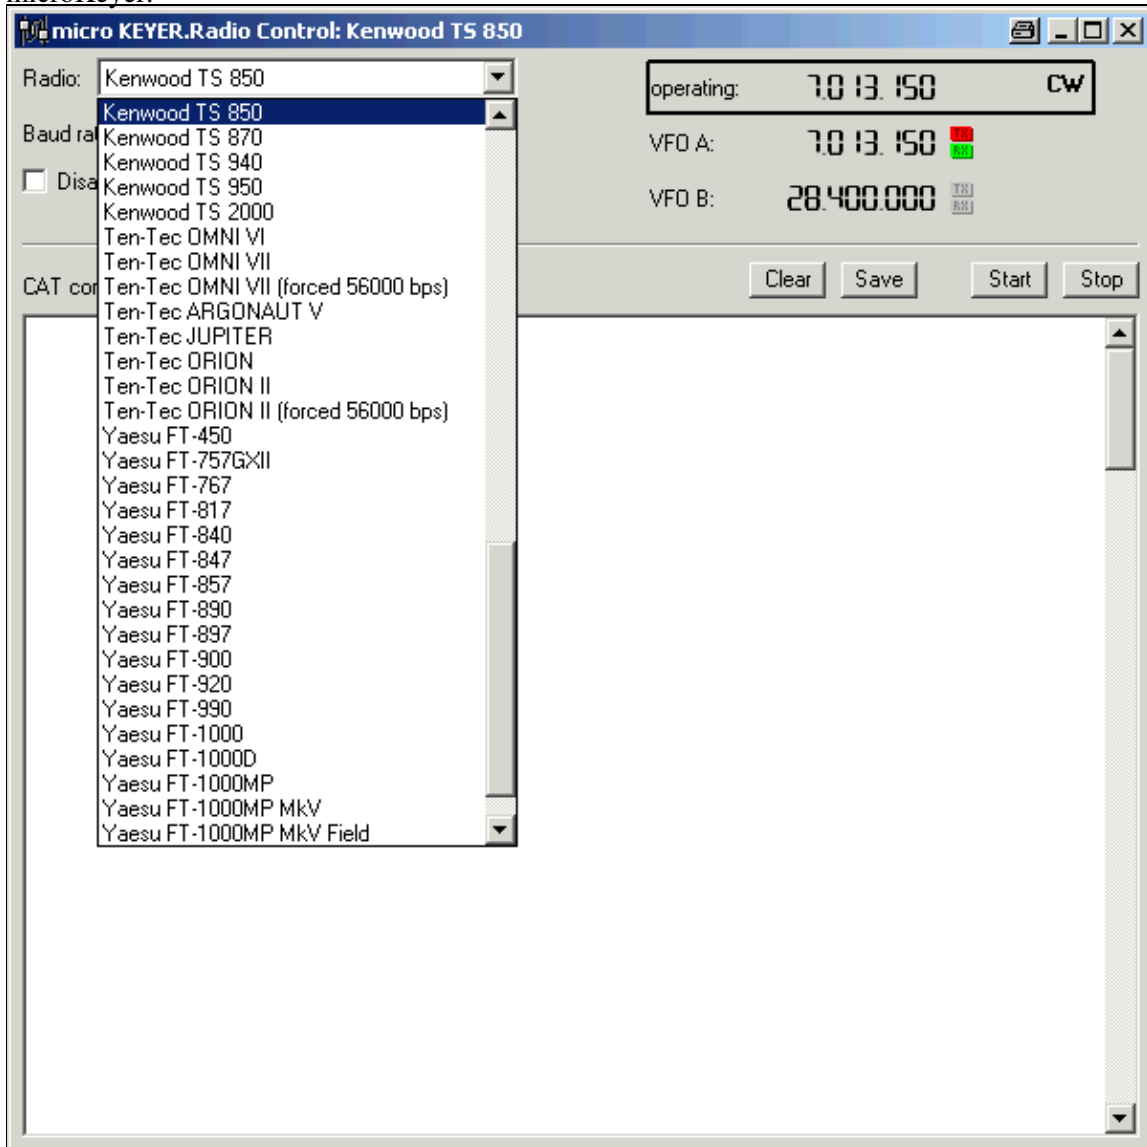 microKeyer.
micro KEYER.Radio Control: Kenwood TS 850
Radio: Kenwood TS 850
operating: 7.013.150 CW
Kenwood TS 850
Kenwood TS 870
Baud rat
VFO A: 7.013.150 TX RX
Kenwood TS 940
Disa
Kenwood TS 950
Kenwood TS 2000
VFO B: 28.400.000 TX RX
Ten-Tec OMNI VI
Ten-Tec OMNI VII
CAT cor
Ten-Tec OMNI VII (forced 56000 bps)
Clear Save Start Stop
Ten-Tec ARGONAUT V
Ten-Tec JUPITER
Ten-Tec ORION
Ten-Tec ORION II
Ten-Tec ORION II (forced 56000 bps)
Yaesu FT-450
Yaesu FT-757GXII
Yaesu FT-767
Yaesu FT-817
Yaesu FT-840
Yaesu FT-847
Yaesu FT-857
Yaesu FT-890
Yaesu FT-897
Yaesu FT-900
Yaesu FT-920
Yaesu FT-990
Yaesu FT-1000
Yaesu FT-1000D
Yaesu FT-1000MP
Yaesu FT-1000MP MkV
Yaesu FT-1000MP MkV Field